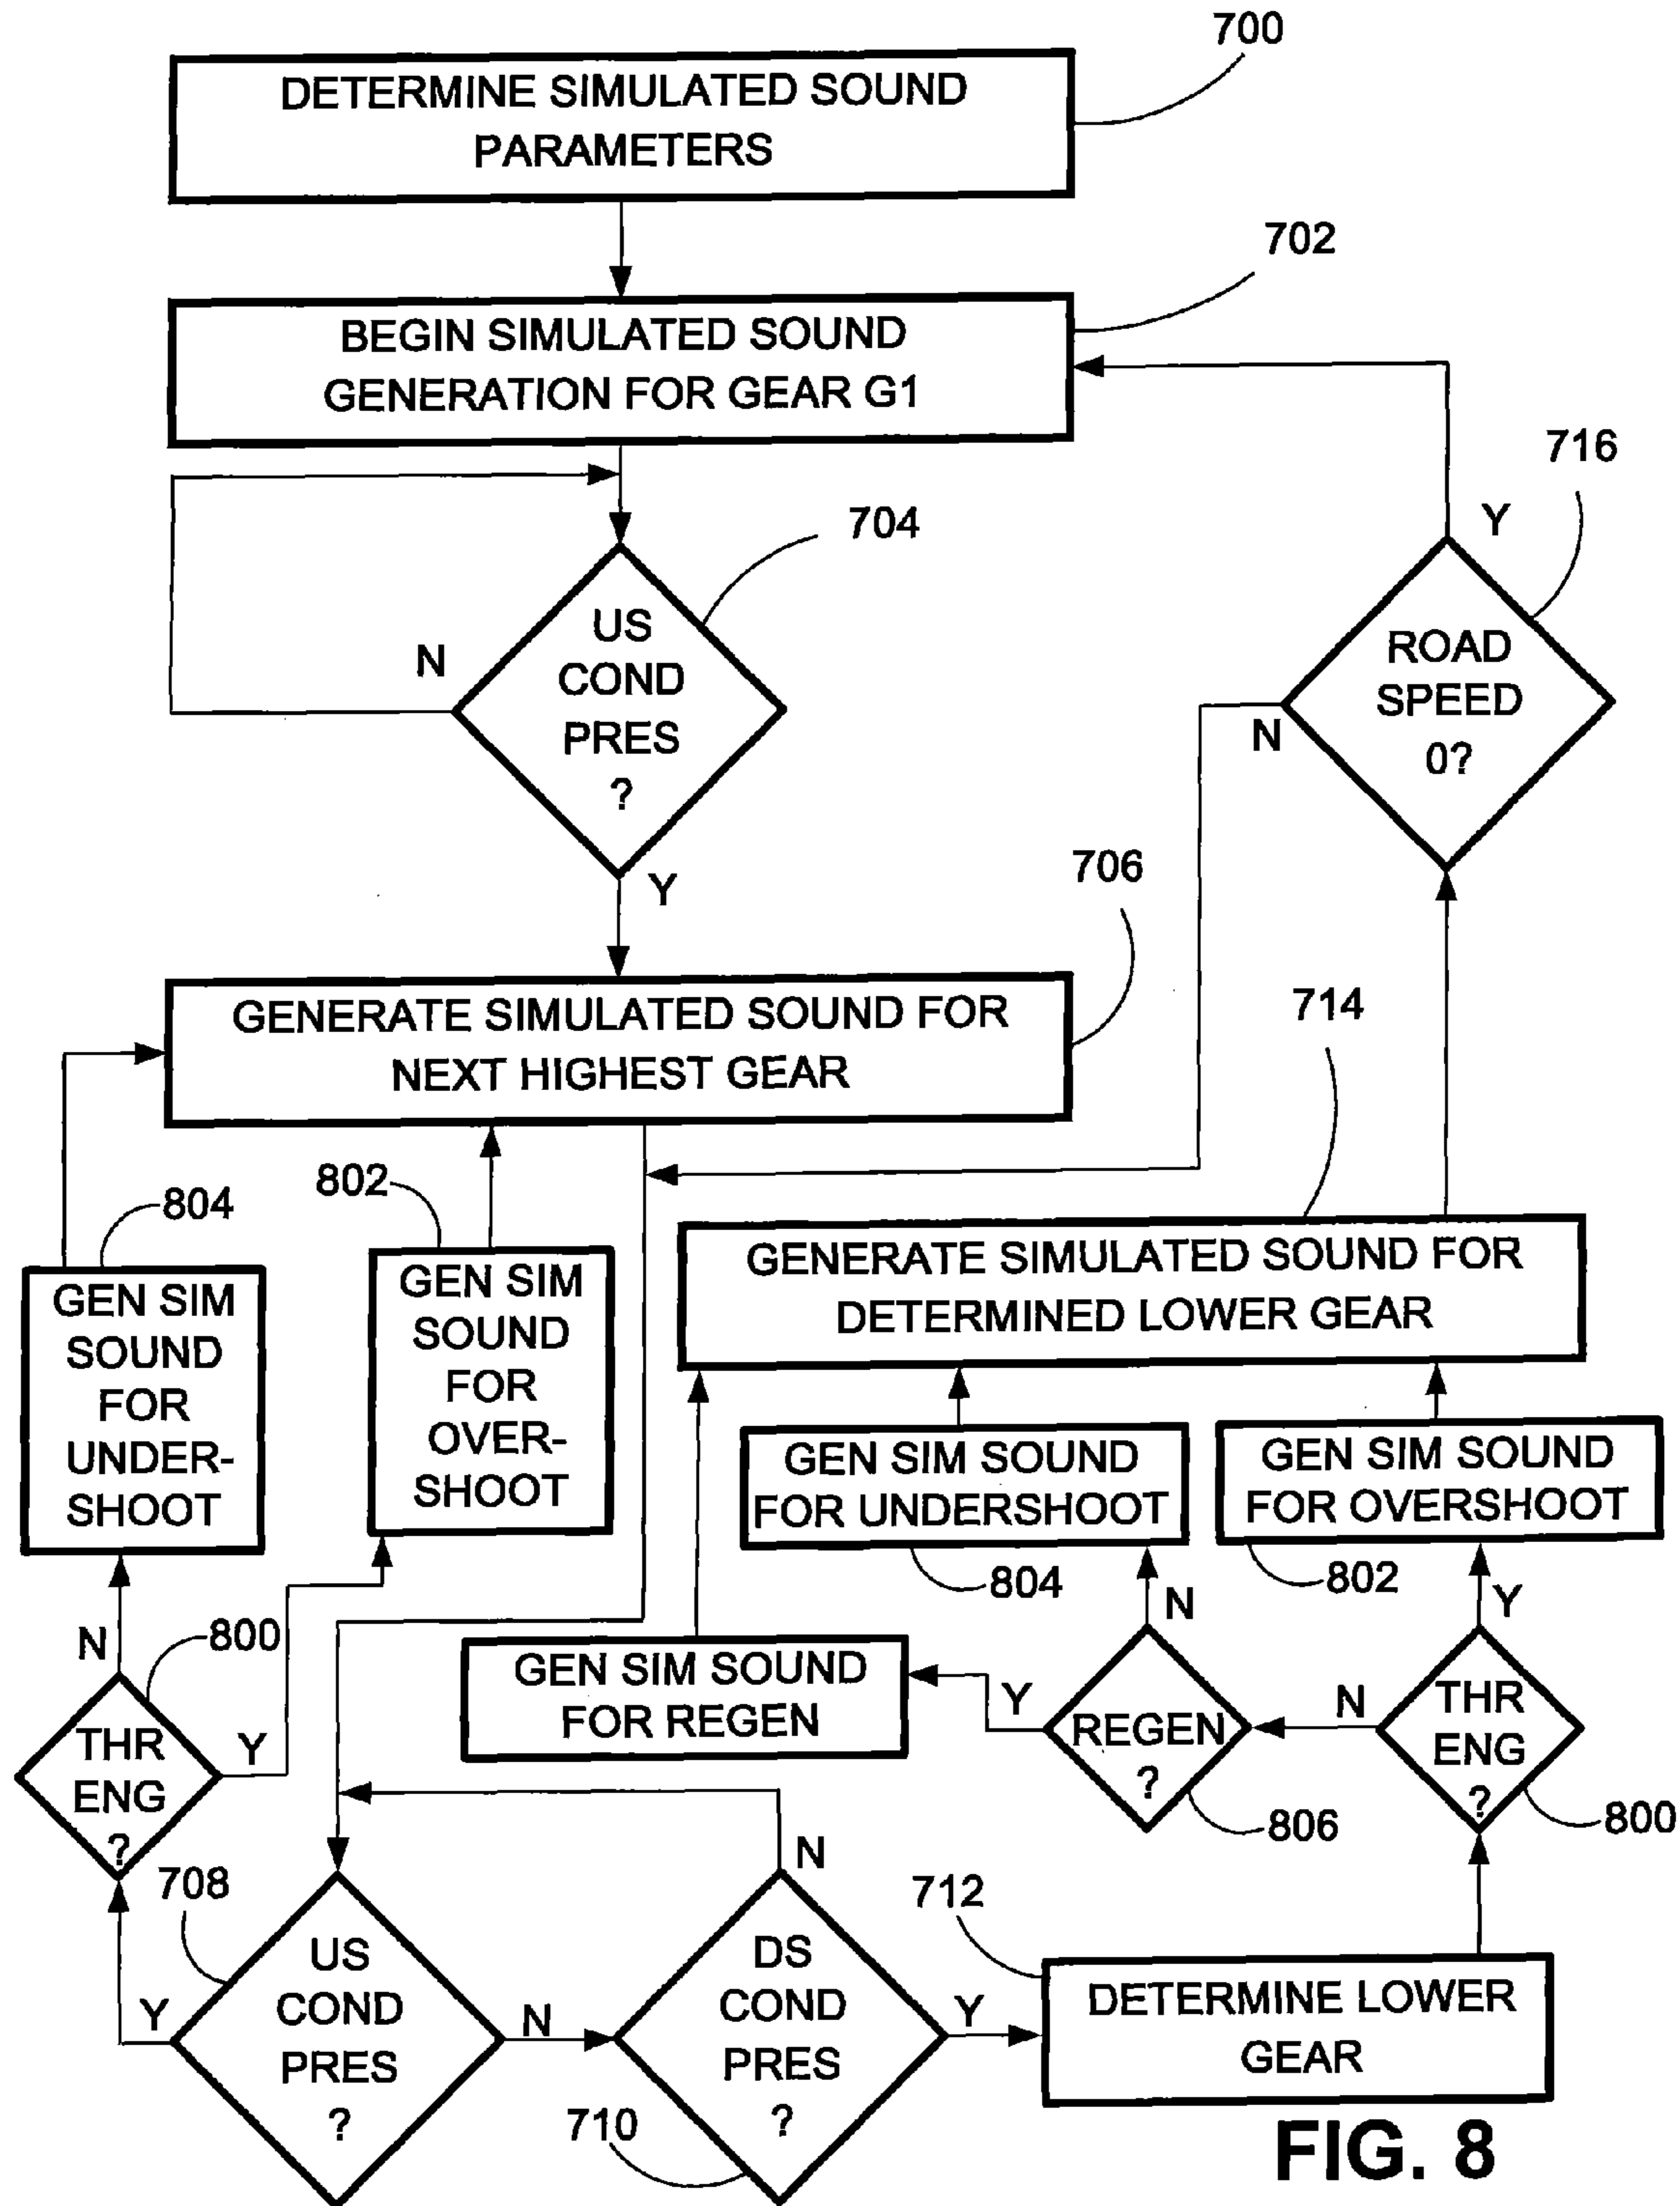 700
DETERMINE SIMULATED SOUND
PARAMETERS
702
BEGIN SIMULATED SOUND
GENERATION FOR GEAR G1
716
704
Y
US
COND
PRES
?
N
ROAD
SPEED
0?
N
Y
706
GENERATE SIMULATED SOUND FOR
NEXT HIGHEST GEAR
714
804
802
GENERATE SIMULATED SOUND FOR
DETERMINED LOWER GEAR
GEN SIM
SOUND
FOR
UNDER-
SHOOT
GEN SIM
SOUND
FOR
OVER-
SHOOT
GEN SIM SOUND
FOR UNDERSHOOT
GEN SIM SOUND
FOR OVERSHOOT
804
802
N
Y
N
800
GEN SIM SOUND
FOR REGEN
Y
REGEN
?
N
THR
ENG
?
THR
ENG
?
Y
806
800
708
N
712
US
COND
PRES
?
Y
N
DS
COND
PRES
?
Y
DETERMINE LOWER
GEAR
710
FIG. 8